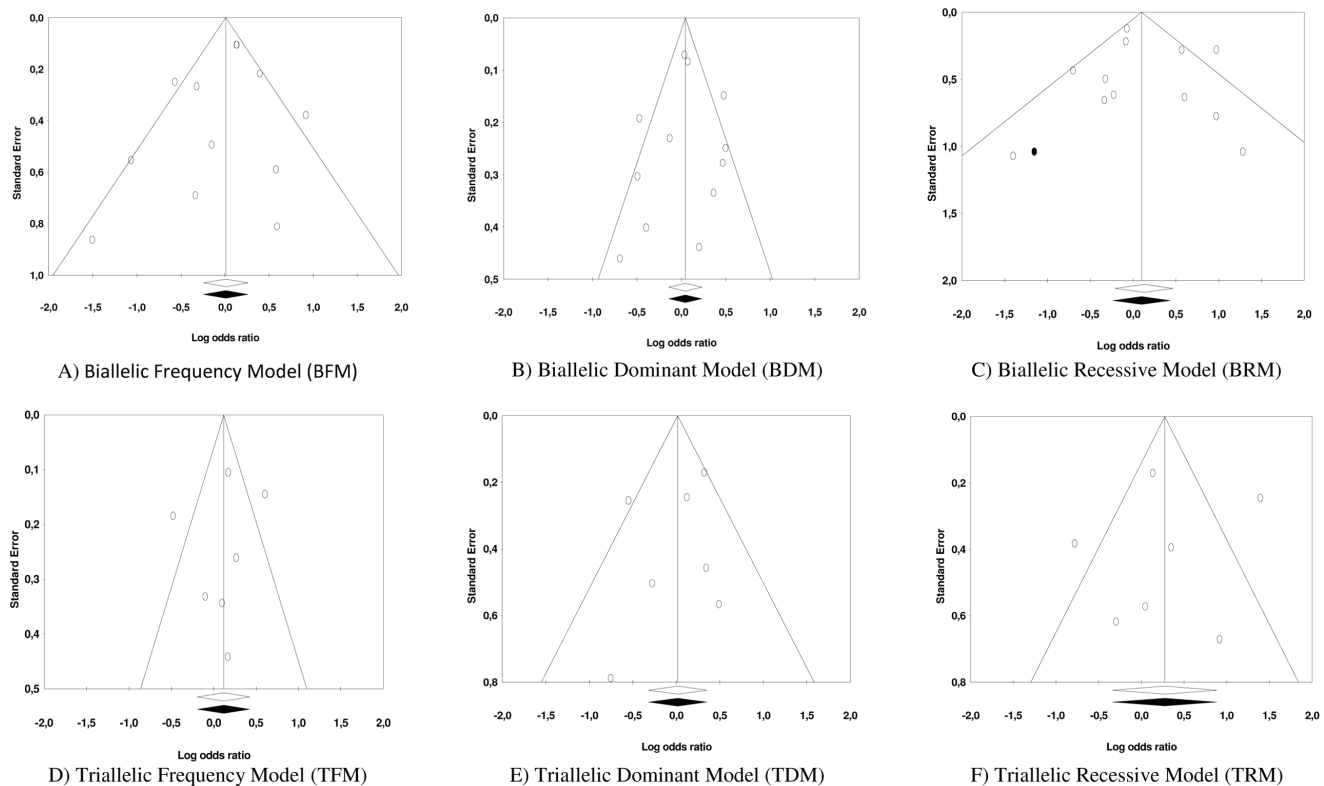 0,0
0,2
0,4
0,6
0,8
1,0
Standard Error
-2,0 -1,5 -1,0 -0,5 0,0 0,5 1,0 1,5 2,0
Log odds ratio
A) Biallelic Frequency Model (BFM)
0,0
0,1
0,2
0,3
0,4
0,5
Standard Error
-2,0 -1,5 -1,0 -0,5 0,0 0,5 1,0 1,5 2,0
Log odds ratio
B) Biallelic Dominant Model (BDM)
0,0
0,5
1,0
1,5
2,0
Standard Error
-2,0 -1,5 -1,0 -0,5 0,0 0,5 1,0 1,5 2,0
Log odds ratio
C) Biallelic Recessive Model (BRM)
0,0
0,1
0,2
0,3
0,4
0,5
Standard Error
-2,0 -1,5 -1,0 -0,5 0,0 0,5 1,0 1,5 2,0
Log odds ratio
D) Triallelic Frequency Model (TFM)
0,0
0,2
0,4
0,6
0,8
Standard Error
-2,0 -1,5 -1,0 -0,5 0,0 0,5 1,0 1,5 2,0
Log odds ratio
E) Triallelic Dominant Model (TDM)
0,0
0,2
0,4
0,6
0,8
Standard Error
-2,0 -1,5 -1,0 -0,5 0,0 0,5 1,0 1,5 2,0
Log odds ratio
F) Triallelic Recessive Model (TRM)